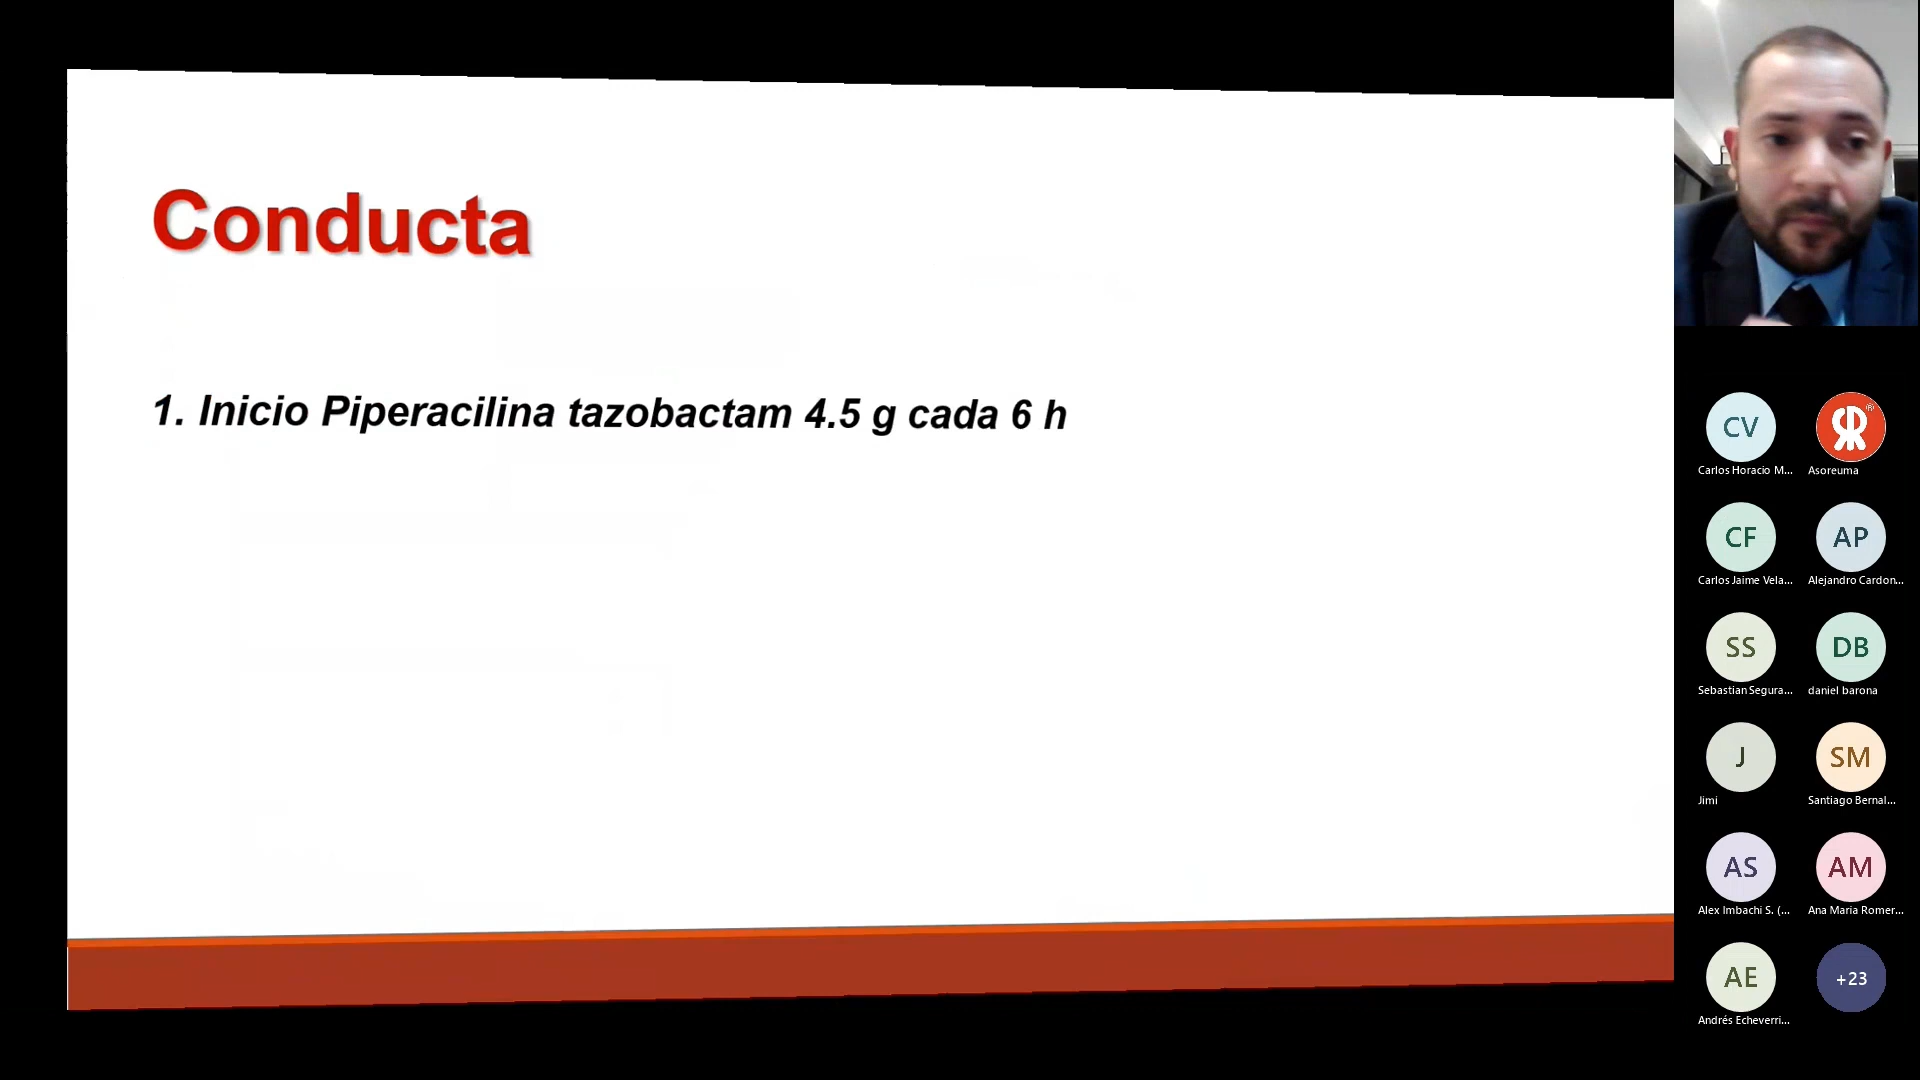 Conducta
1. Inicio Piperacilina tazobactam 4.5 g cada 6 h
CV
Carlos Horacio M...
Asoreuma
CF
Carlos Jaime Vela...
AP
Alejandro Cardon...
SS
Sebastian Segura...
DB
daniel barona
J
Jimi
SM
Santiago Bernal...
AS
Alex Imbachi S. (...
AM
Ana Maria Romer...
AE
Andrés Echeverri...
+23